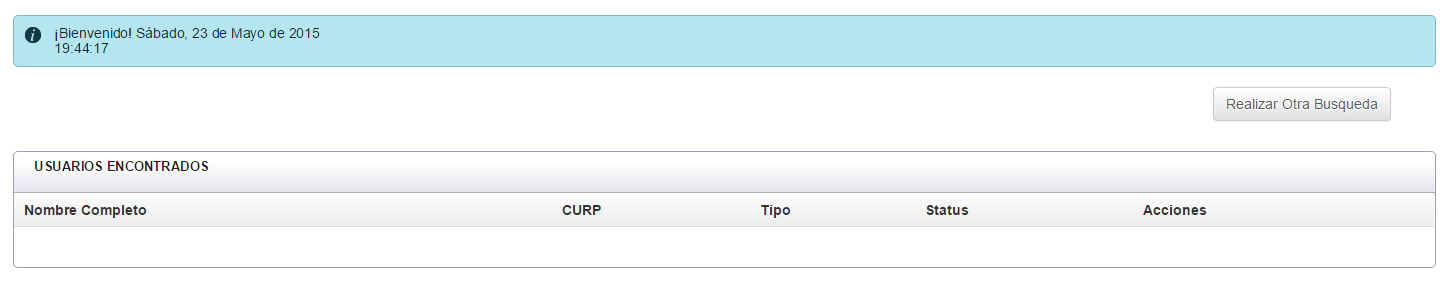 ¡Bienvenido! Sábado, 23 de Mayo de 2015
19:44:17
Realizar Otra Busqueda
USUARIOS ENCONTRADOS
Nombre Completo CURP Tipo Status Acciones